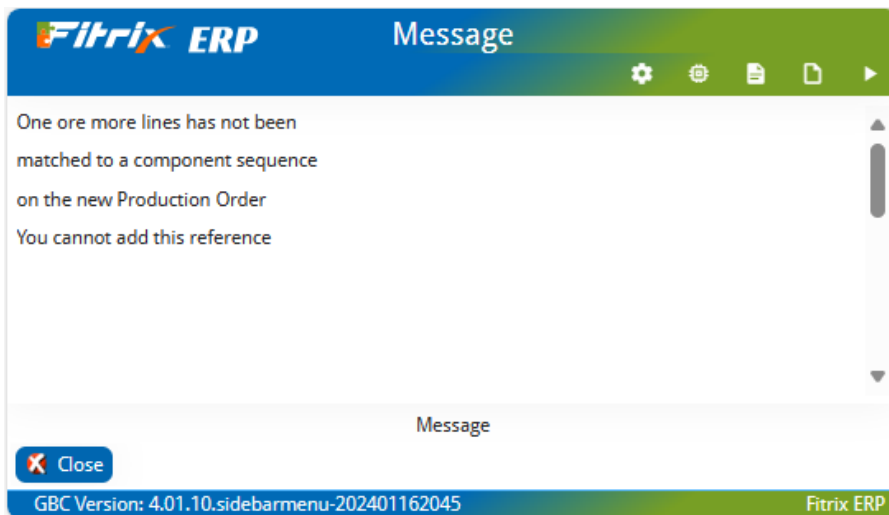 Fitrix ERP
Message
One ore more lines has not been
matched to a component sequence
on the new Production Order
You cannot add this reference
Message
Close
GBC Version: 4.01.10.sidebarmenu-202401162045
Fitrix ERP